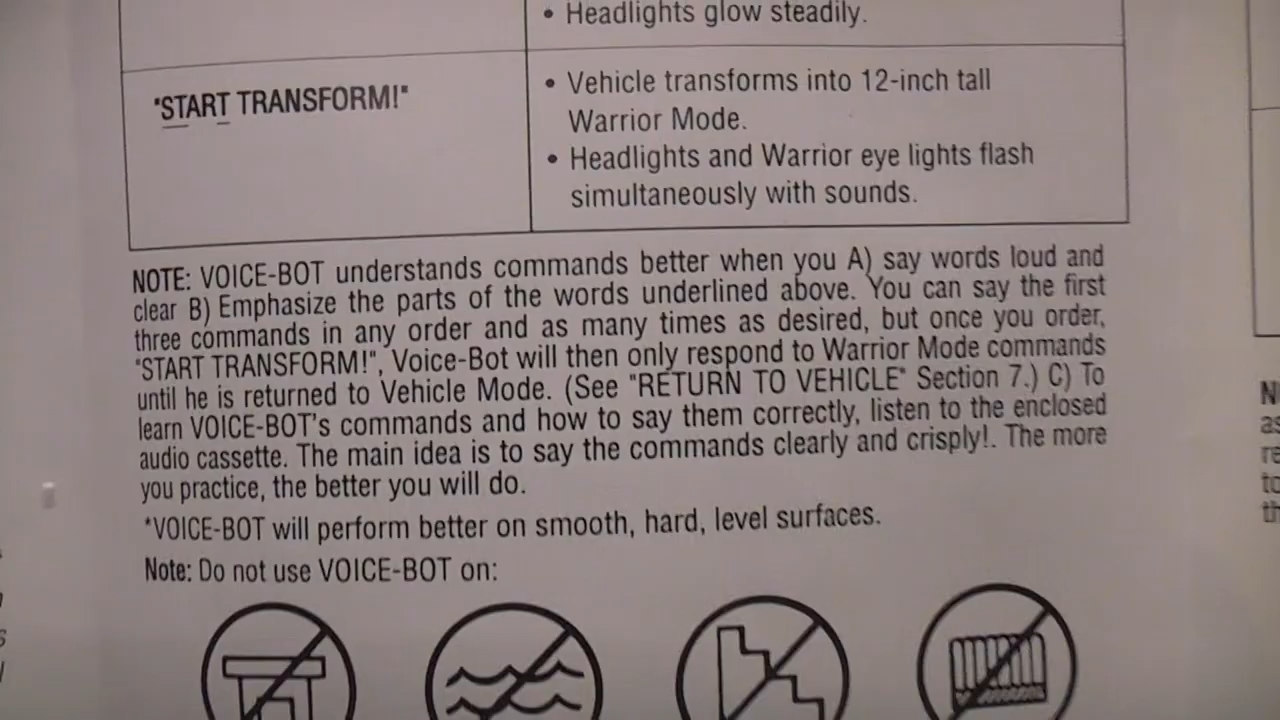 • Headlights glow steadily.
"START TRANSFORM!"
• Vehicle transforms into 12-inch tall
Warrior Mode.
• Headlights and Warrior eye lights flash
simultaneously with sounds.
NOTE: VOICE-BOT understands commands better when you A) say words loud and
clear B) Emphasize the parts of the words underlined above. You can say the first
three commands in any order and as many times as desired, but once you order,
"START TRANSFORM!", Voice-Bot will then only respond to Warrior Mode commands
until he is returned to Vehicle Mode. (See "RETURN TO VEHICLE" Section 7.) C) To
learn VOICE-BOT's commands and how to say them correctly, listen to the enclosed
audio cassette. The main idea is to say the commands clearly and crisply!. The more
you practice, the better you will do.
*VOICE-BOT will perform better on smooth, hard, level surfaces.
Note: Do not use VOICE-BOT on: